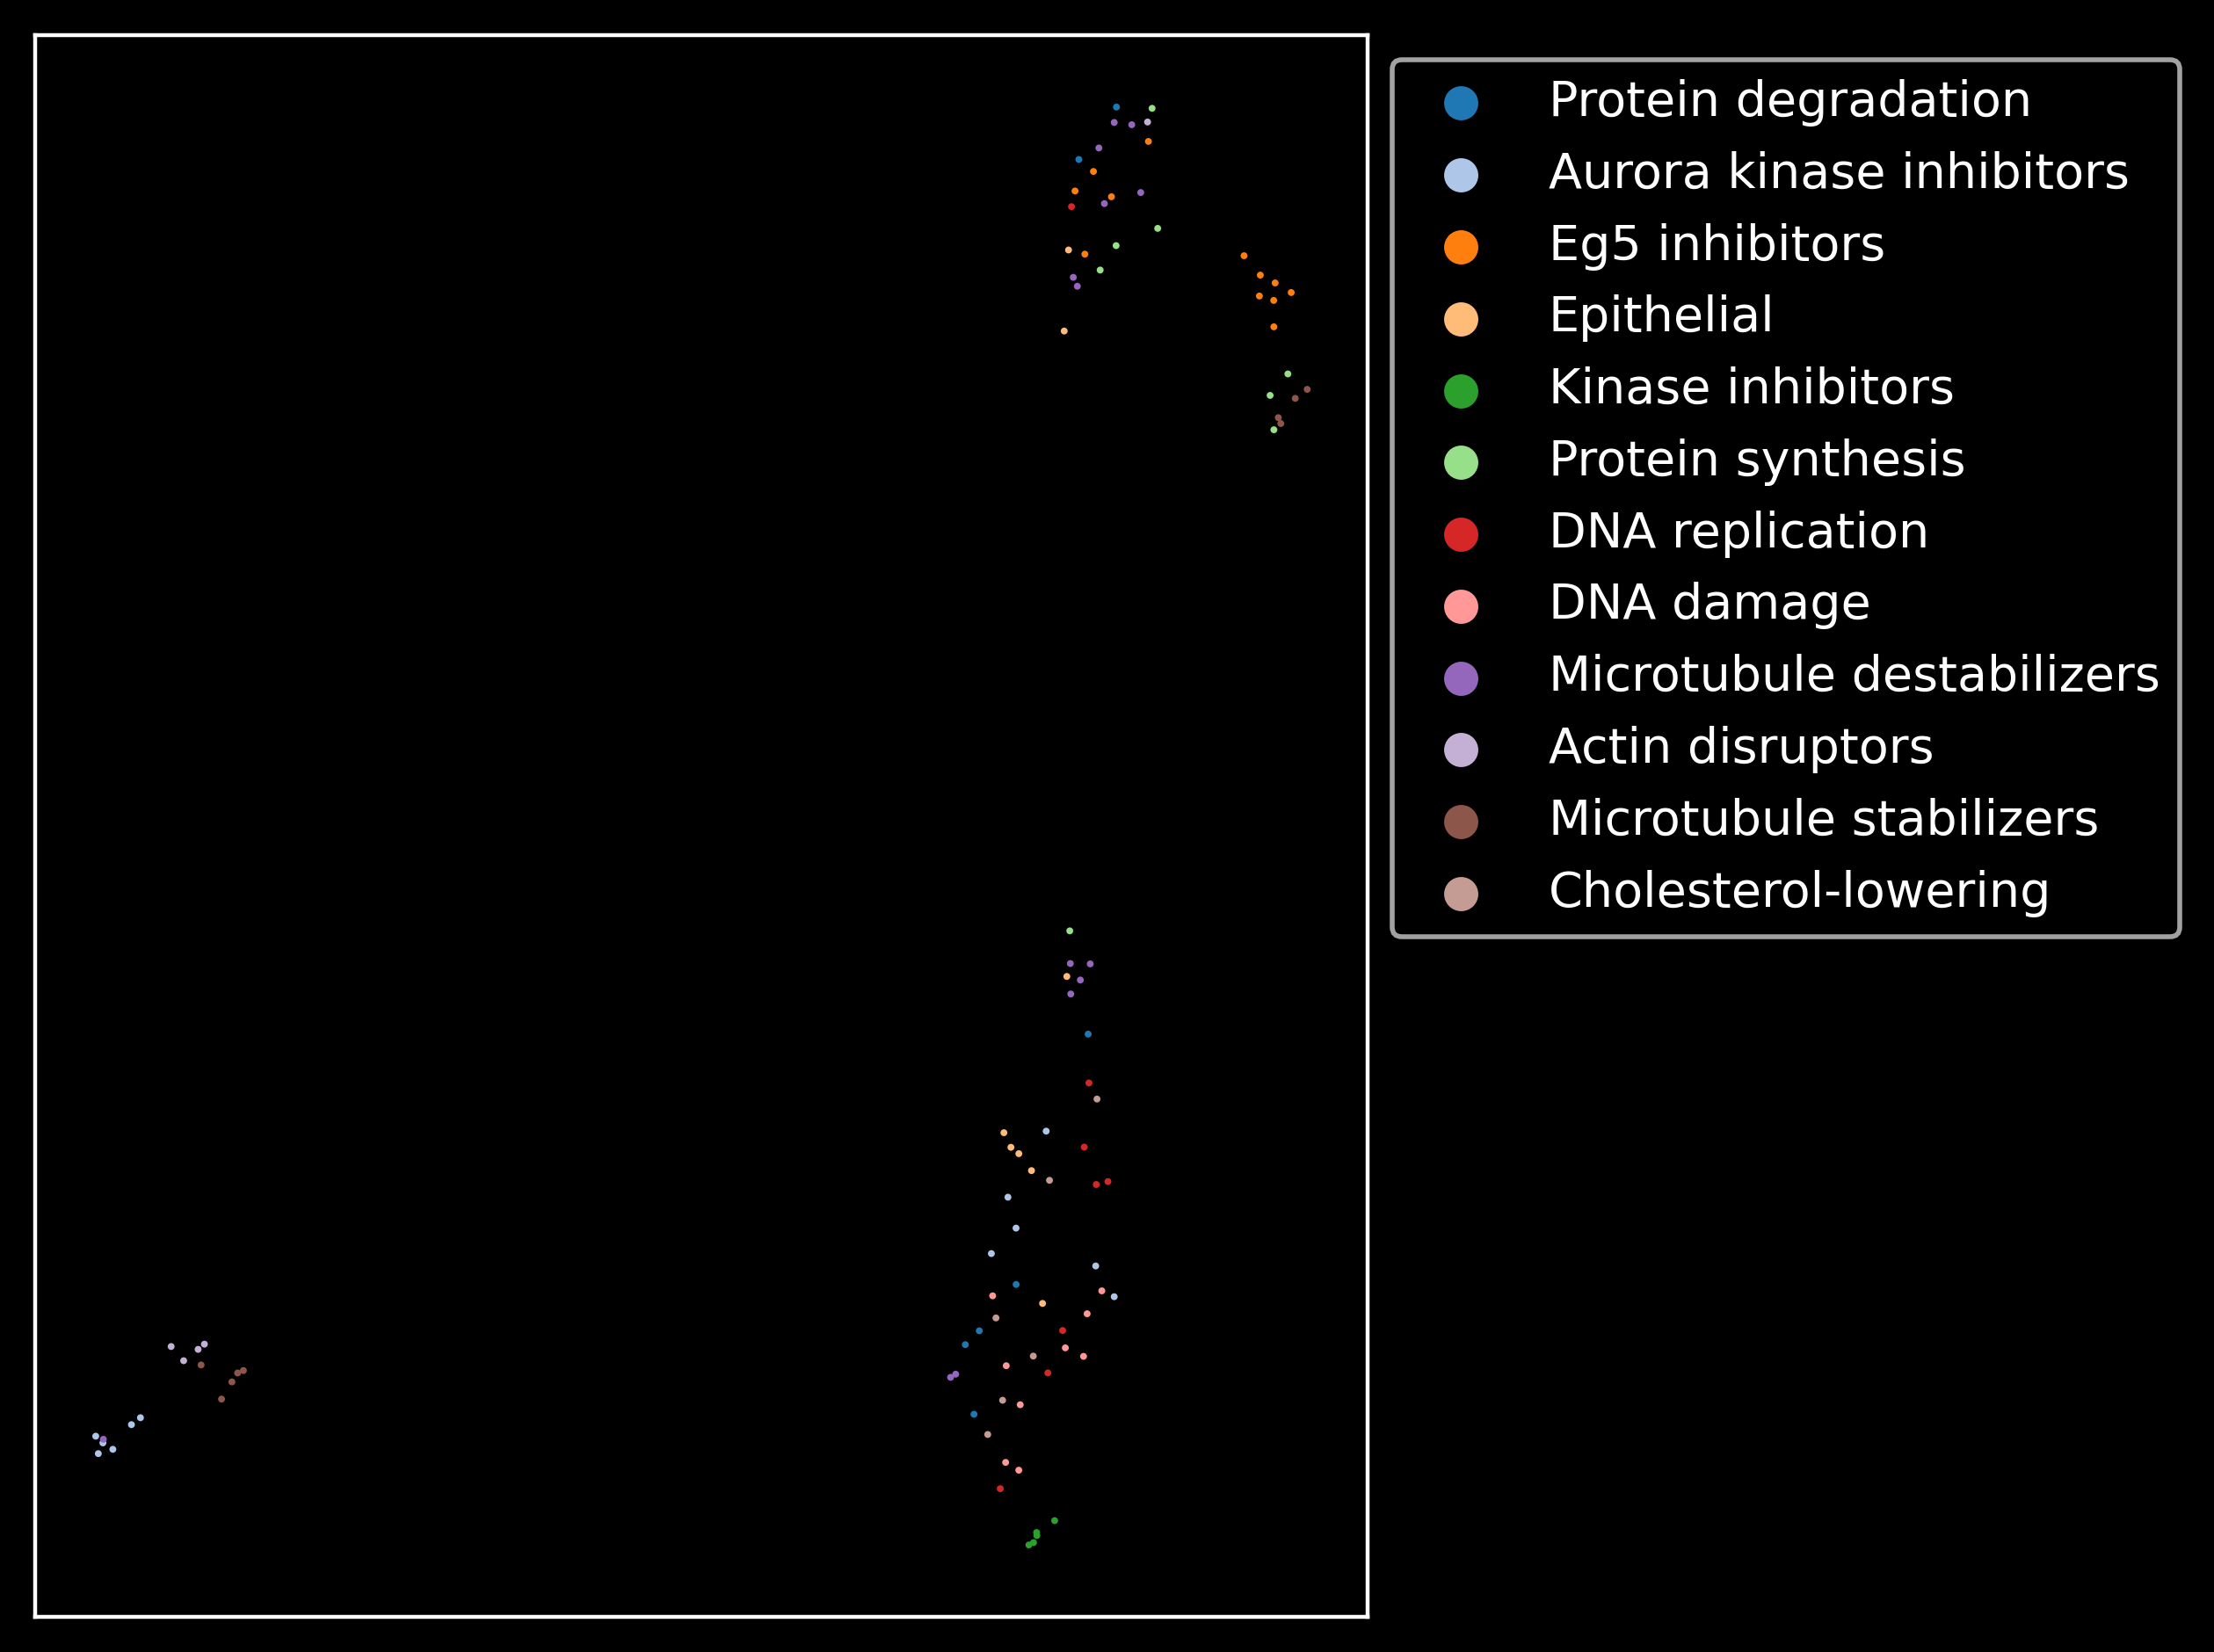 Protein degradation
Aurora kinase inhibitors
Eg5 inhibitors
Epithelial
Kinase inhibitors
Protein synthesis
DNA replication
DNA damage
Microtubule destabilizers
Actin disruptors
Microtubule stabilizers
Cholesterol-lowering